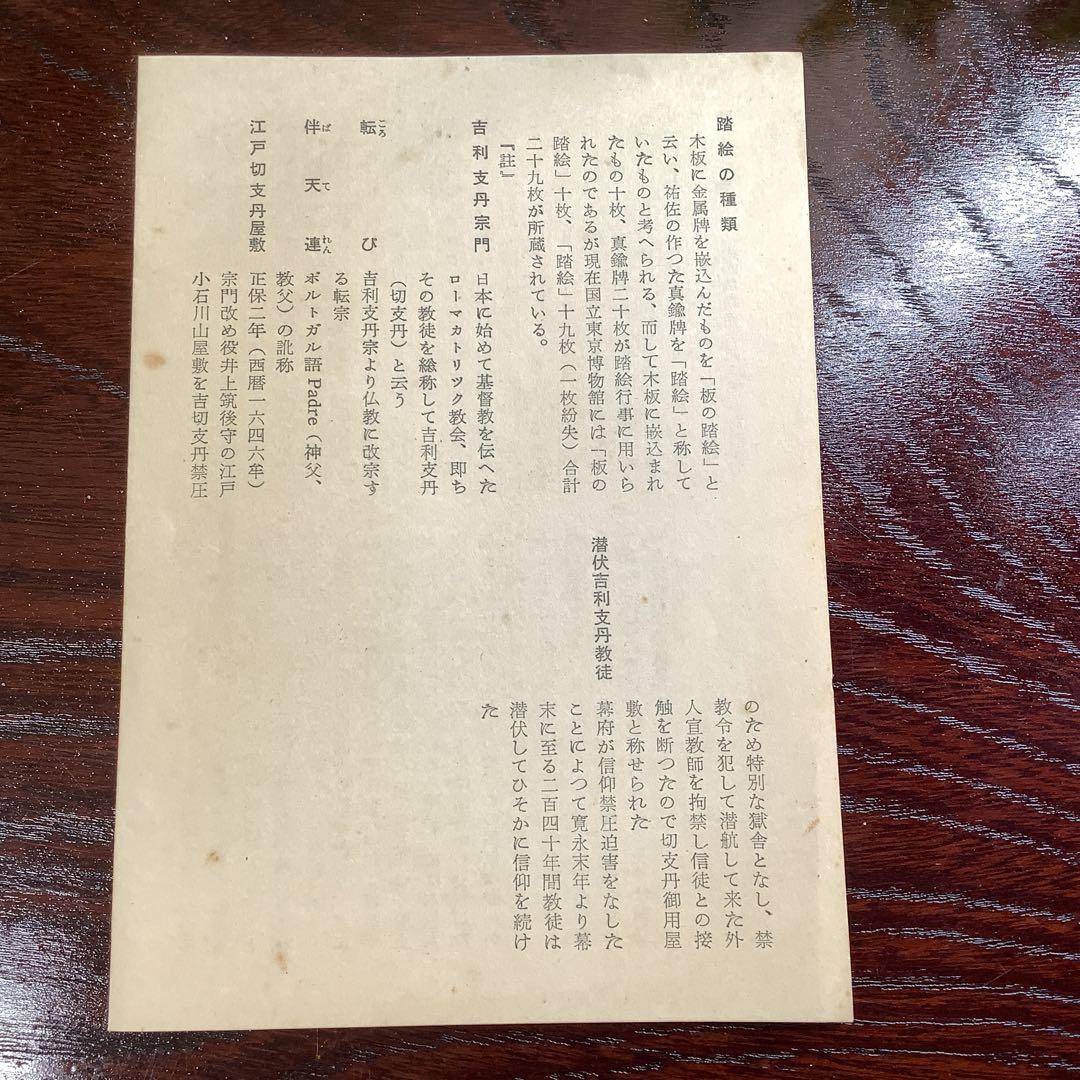 踏絵の種類
木板に金属牌を嵌込んだものを「板の踏絵」と
云い、祐佐の作つた真鍮牌を「踏絵」と称して
いたものと考へられる、而して木板に嵌込まれ
たもの十枚、真鍮牌二十枚が踏絵行事に用いら
れたのであるが現在国立東京博物館には「板の
踏絵」十枚、「踏絵」十九枚(一枚紛失)合計
二十九枚が所蔵されている。
『註』
吉利支丹宗門 日本に始めて基督教を伝へた
ローマカトリツク教会、即ち
その教徒を総称して吉利支丹
(切支丹)と云う
転び 吉利支丹宗より仏教に改宗す
ころ
る転宗
伴天連 ポルトガル語 Padre(神父、
ばてれん
教父)の訛称
江戸切支丹屋敷 正保二年(西暦一六四六年)
宗門改め役井上筑後守の江戸
小石川山屋敷を吉切支丹禁圧
のため特別な獄舎となし、禁
教令を犯して潜航して来た外
人宣教師を拘禁し信徒との接
触を断つたので切支丹御用屋
敷と称せられた
潜伏吉利支丹教徒 幕府が信仰禁圧迫害をなした
ことによつて寛永末年より幕
末に至る二百四十年間教徒は
潜伏してひそかに信仰を続け
た